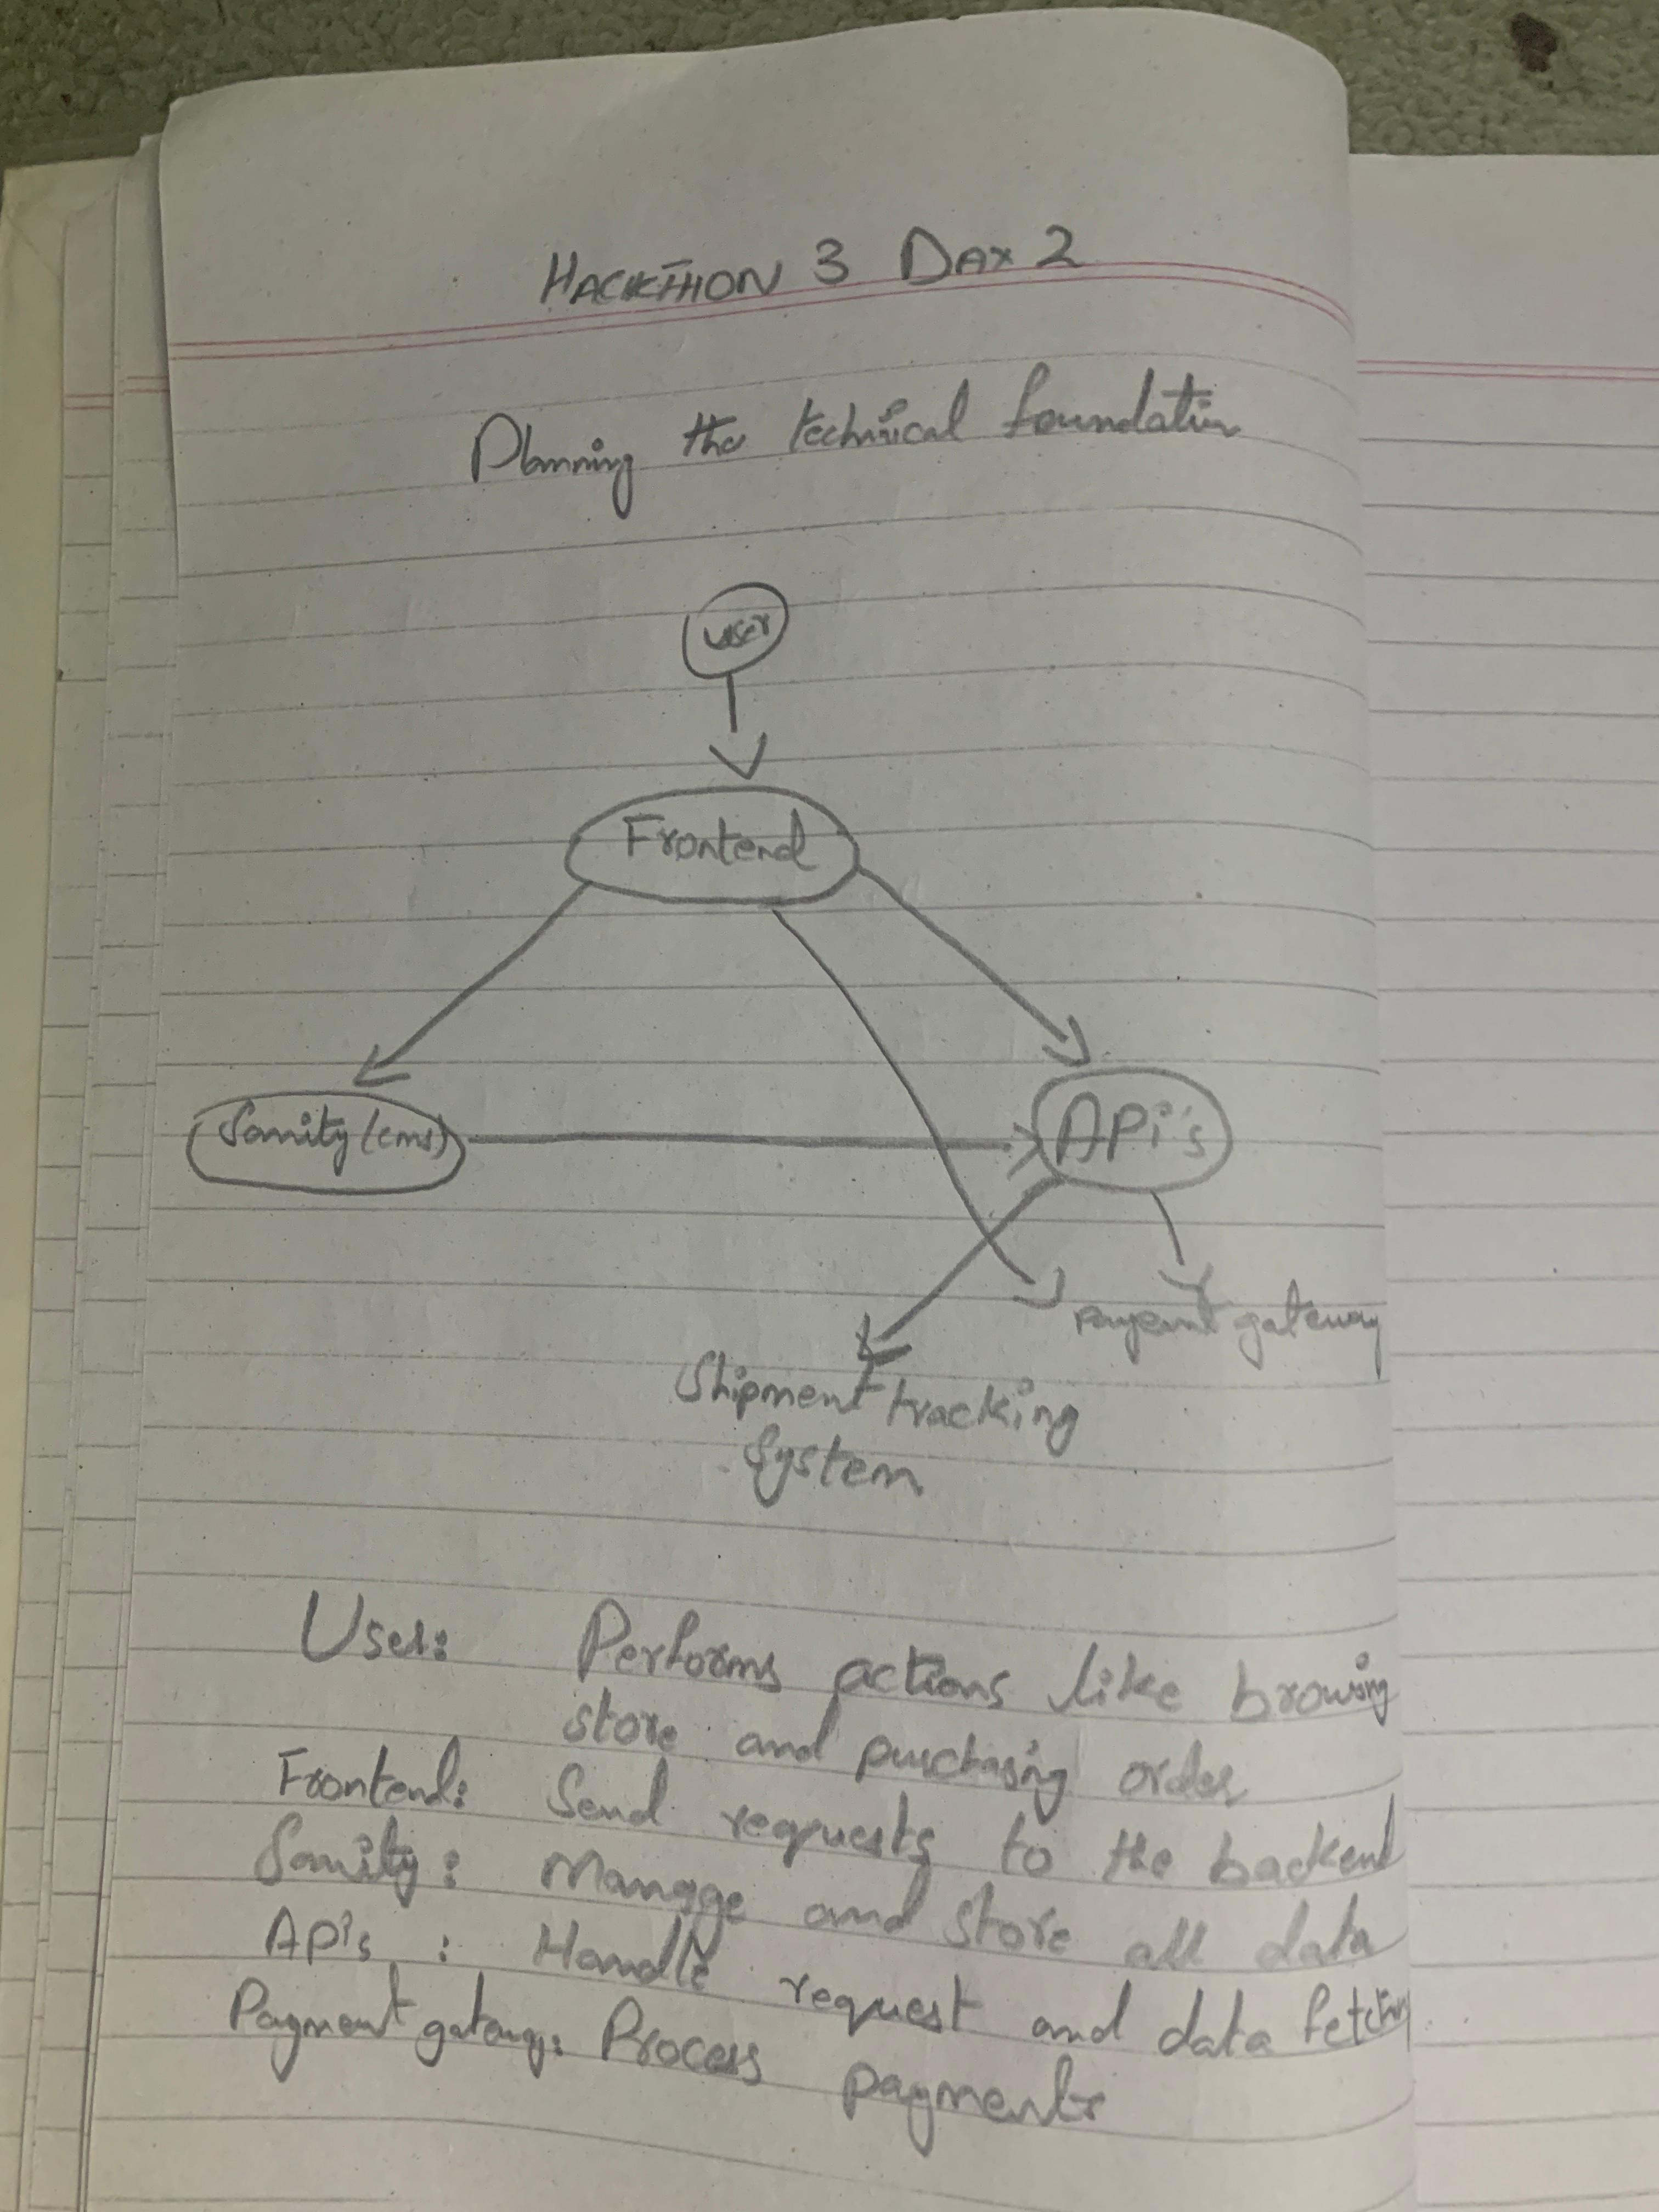 HACKTHON 3 DAY 2
Planning the technical foundation
user
Frontend
Sanity (cms)
API's
payment gateway
Shipment tracking
System
User: Performs actions like browsing
store and purchasing order
Frontend: Send requests to the backend
Sanity: Manage and store all data
APIs : Handle request and data fetching
Payment gateway: Process payments